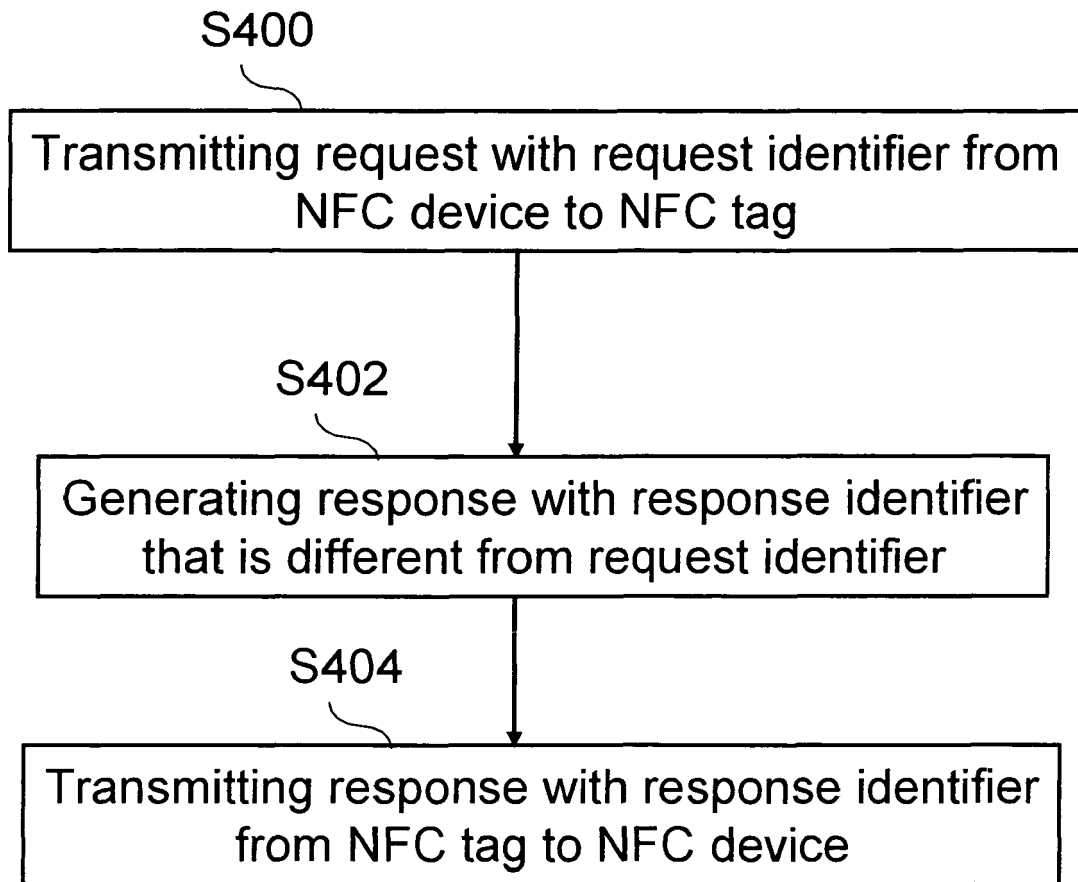 S400
Transmitting request with request identifier from
NFC device to NFC tag
S402
Generating response with response identifier
that is different from request identifier
S404
Transmitting response with response identifier
from NFC tag to NFC device